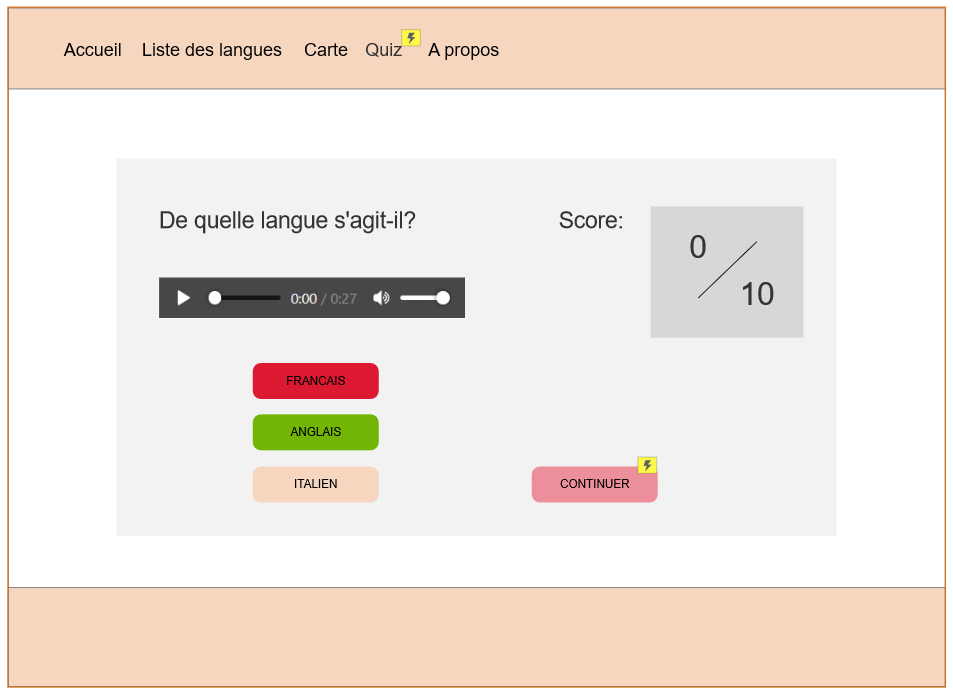 Accueil Liste des langues Carte Quiz A propos
De quelle langue s'agit-il? Score: 0
10
0:00 / 0:27
FRANCAIS
ANGLAIS
ITALIEN CONTINUER